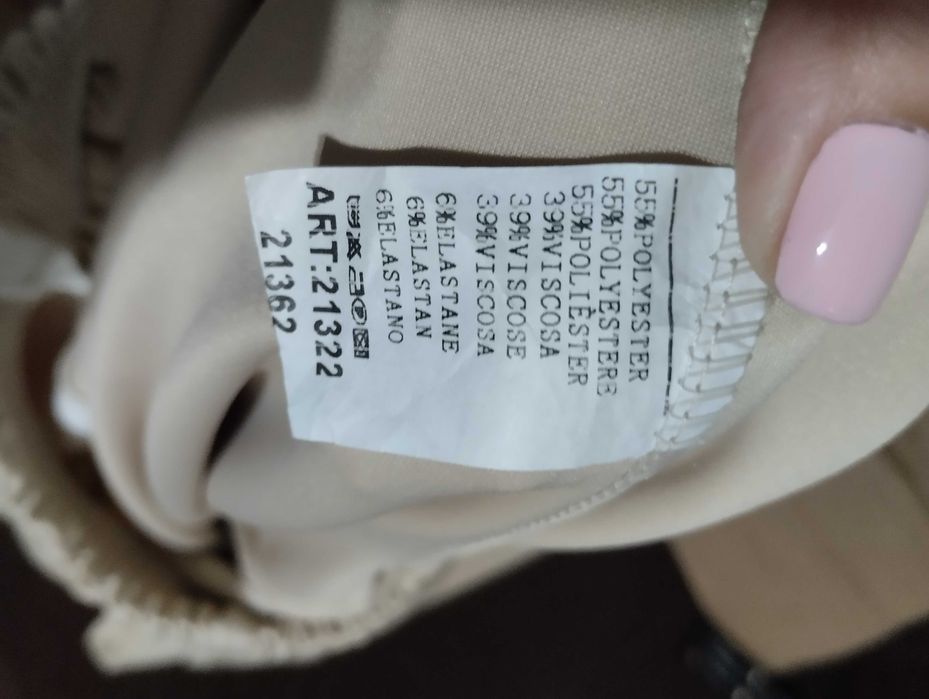 55%POLYESTER
55%POLYESTERE
55%POLIÈSTER
39%VISCOSA
39%VISCOSE
39%VISCOSA
6%ELASTANE
6%ELASTAN
6%ELASTANO
ART:21322
21362